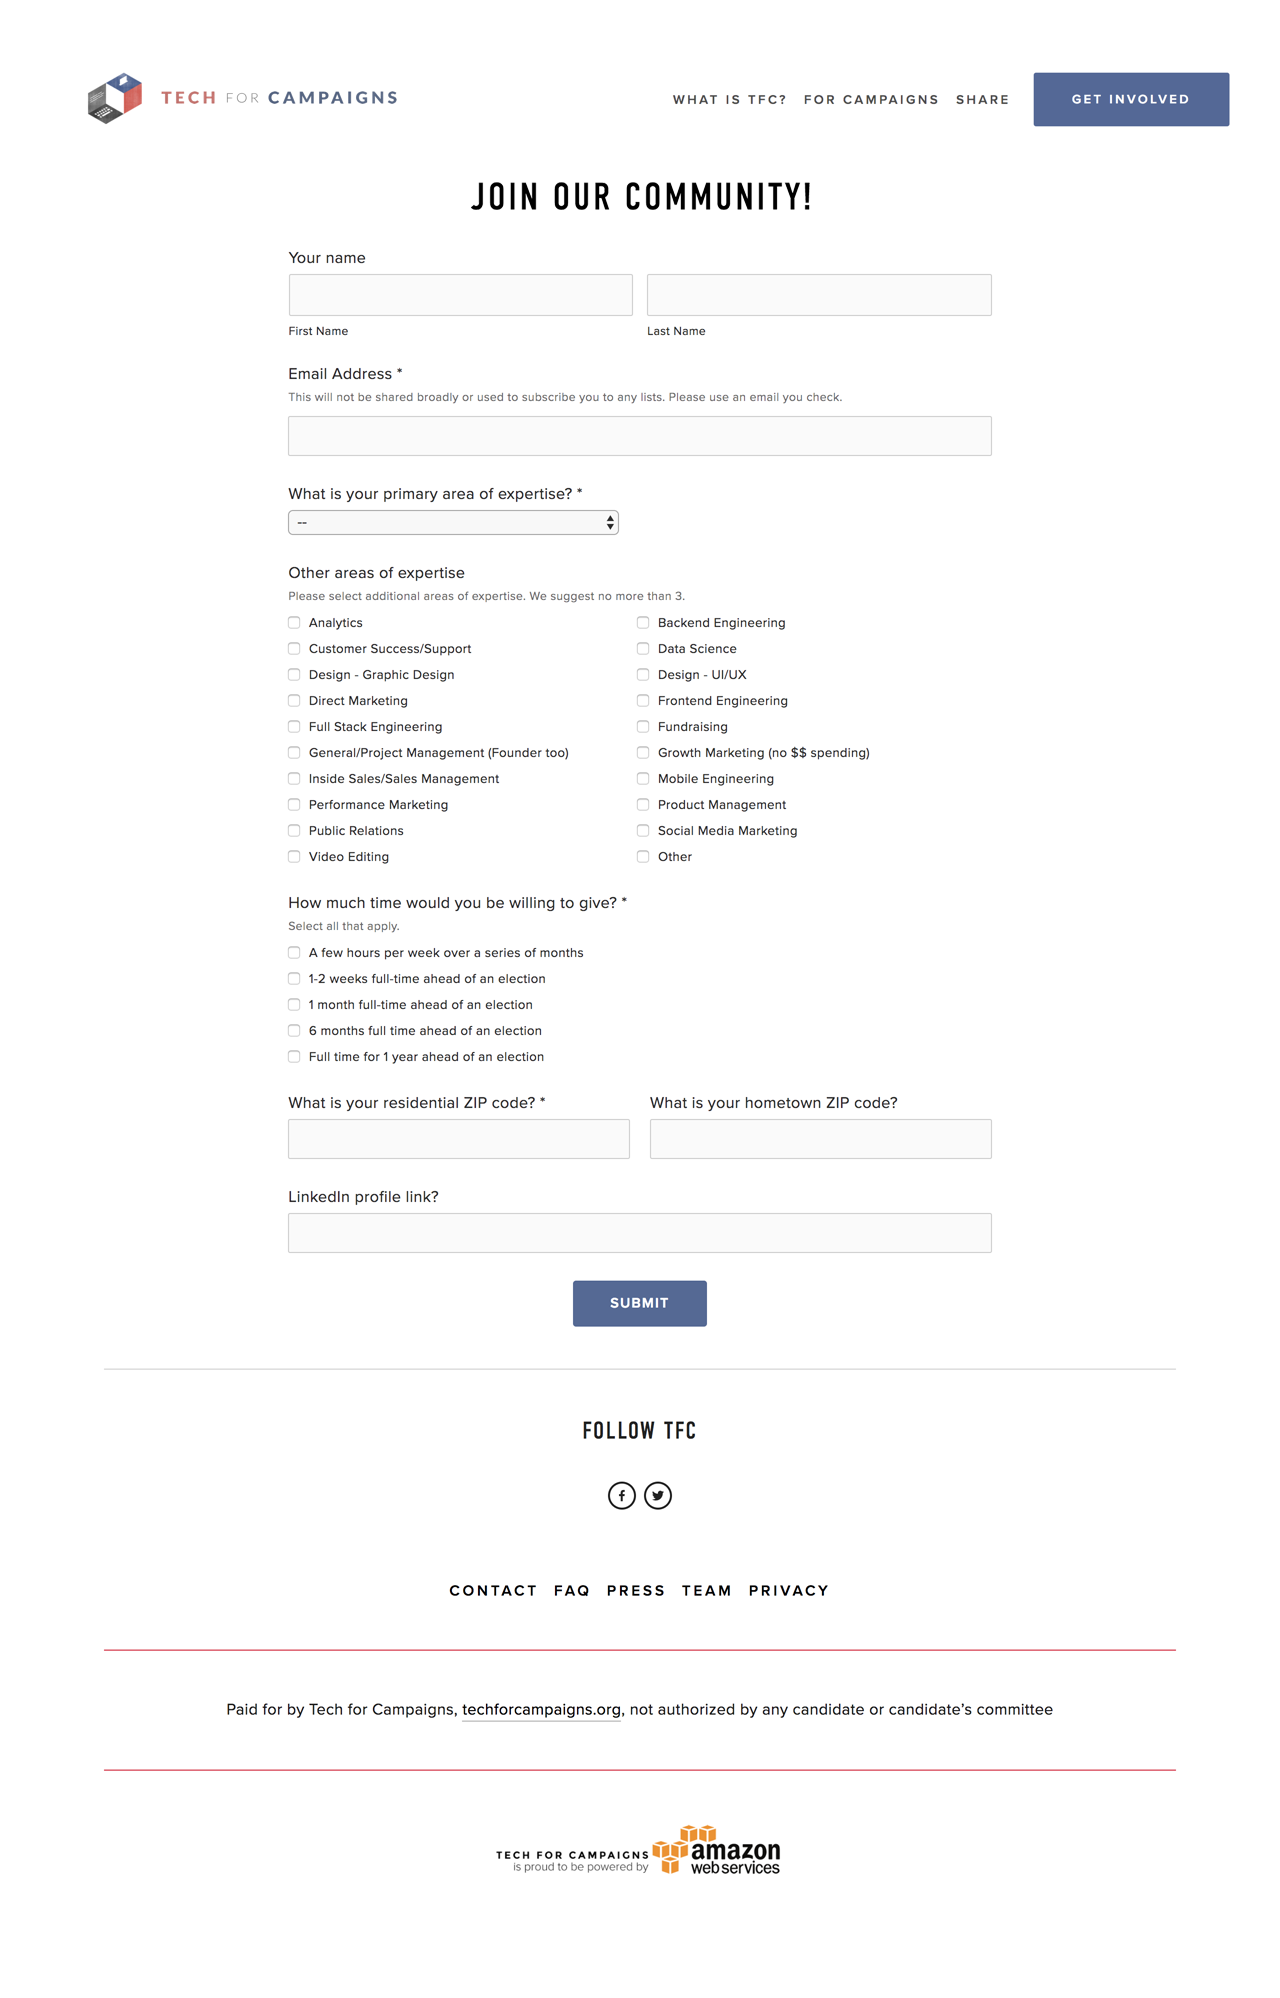 TECH FOR CAMPAIGNS
WHAT IS TFC? FOR CAMPAIGNS SHARE GET INVOLVED
JOIN OUR COMMUNITY!
Your name
First Name Last Name
Email Address *
This will not be shared broadly or used to subscribe you to any lists. Please use an email you check.
What is your primary area of expertise? *
--
Other areas of expertise
Please select additional areas of expertise. We suggest no more than 3.
Analytics Backend Engineering
Customer Success/Support Data Science
Design - Graphic Design Design - UI/UX
Direct Marketing Frontend Engineering
Full Stack Engineering Fundraising
General/Project Management (Founder too) Growth Marketing (no $$ spending)
Inside Sales/Sales Management Mobile Engineering
Performance Marketing Product Management
Public Relations Social Media Marketing
Video Editing Other
How much time would you be willing to give? *
Select all that apply.
A few hours per week over a series of months
1-2 weeks full-time ahead of an election
1 month full-time ahead of an election
6 months full time ahead of an election
Full time for 1 year ahead of an election
What is your residential ZIP code? * What is your hometown ZIP code?
LinkedIn profile link?
SUBMIT
FOLLOW TFC
CONTACT FAQ PRESS TEAM PRIVACY
Paid for by Tech for Campaigns, techforcampaigns.org, not authorized by any candidate or candidate’s committee
TECH FOR CAMPAIGNS
is proud to be powered by
amazon
web services